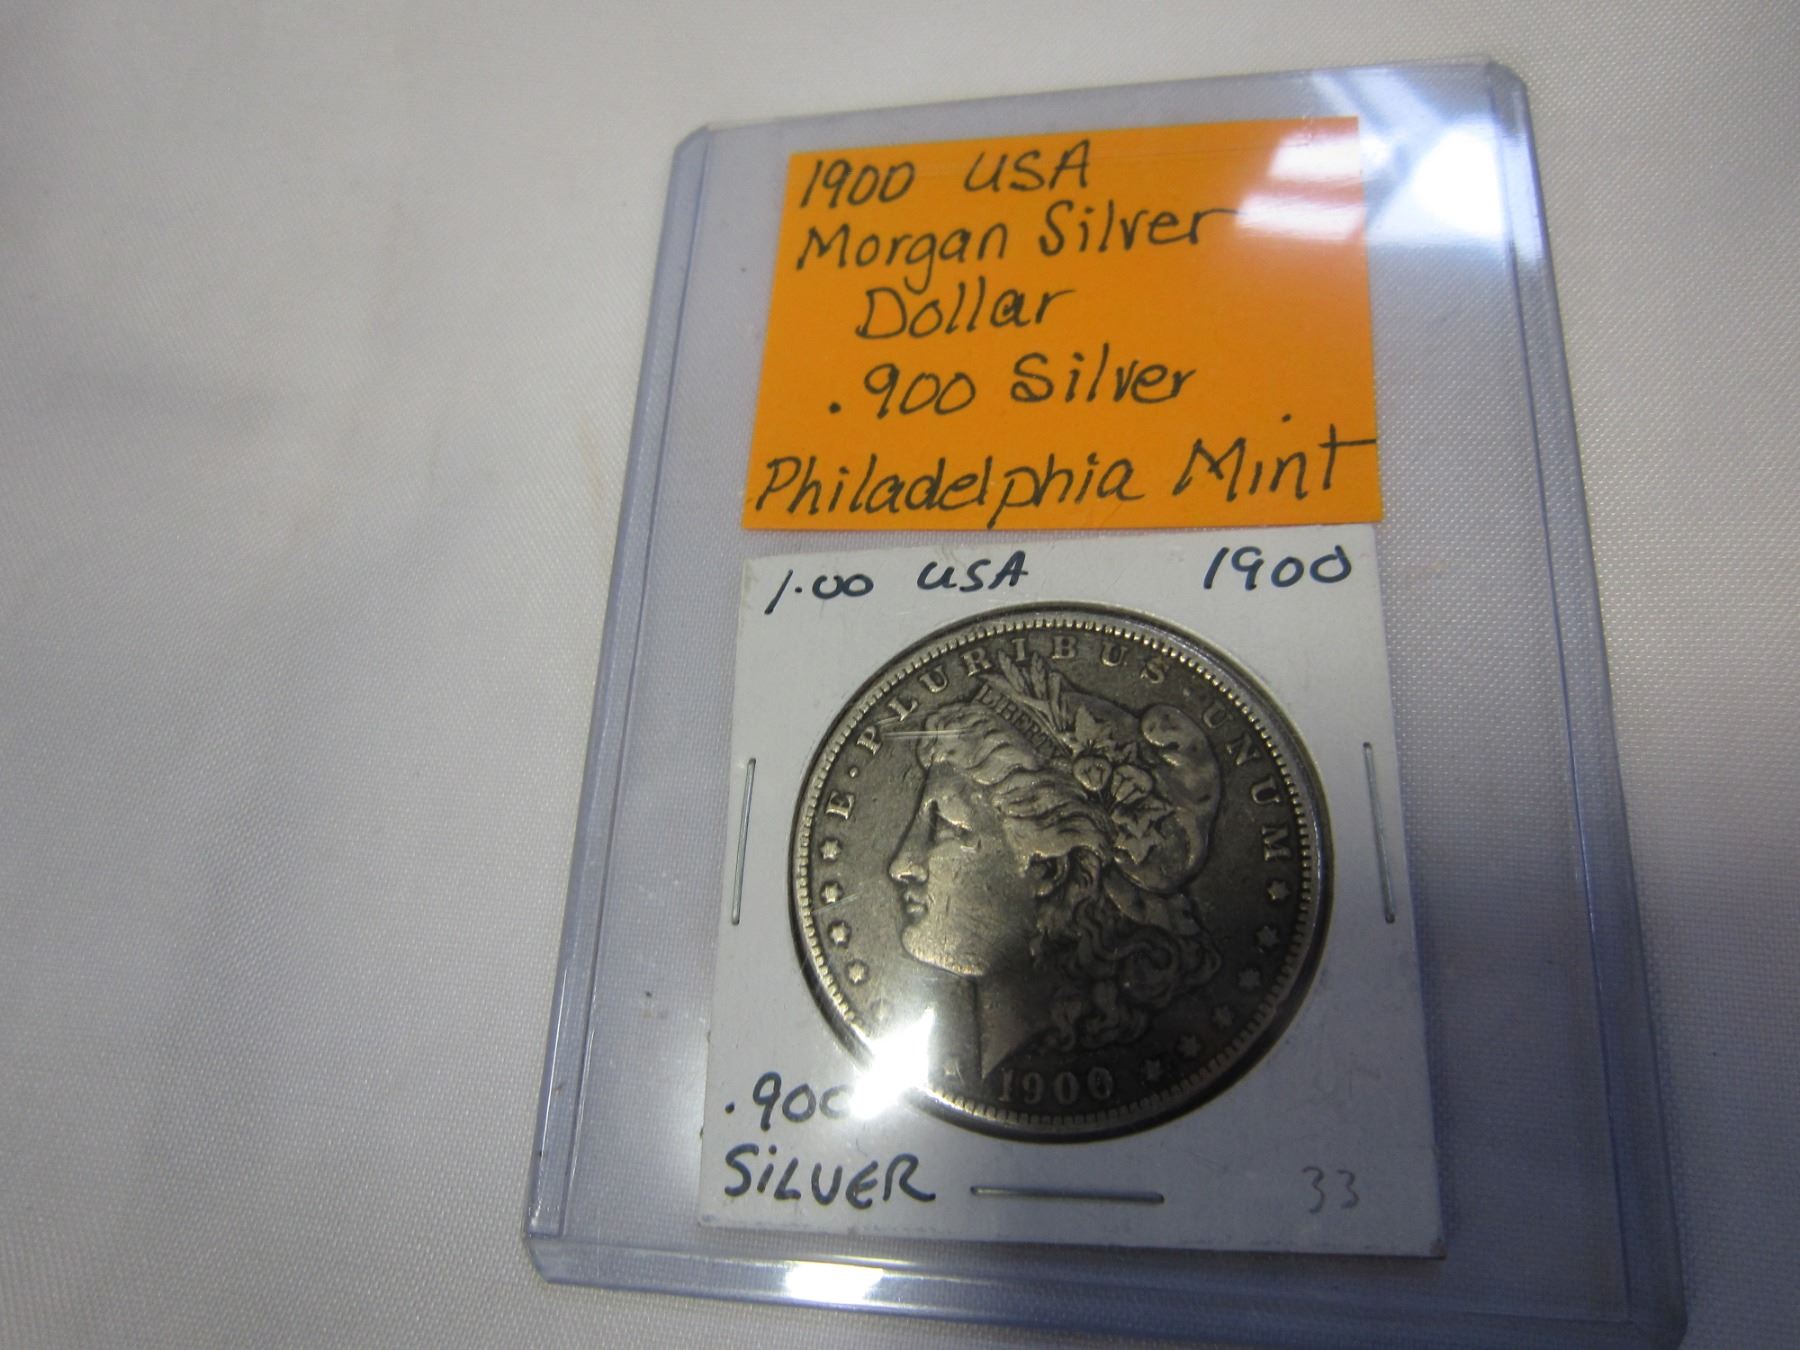 1900 USA
Morgan Silver
Dollar
.900 Silver
Philadelphia Mint
1.00 USA 1900
E · PLURIBUS · UNUM
LIBERTY
1900
.900
SILVER
33